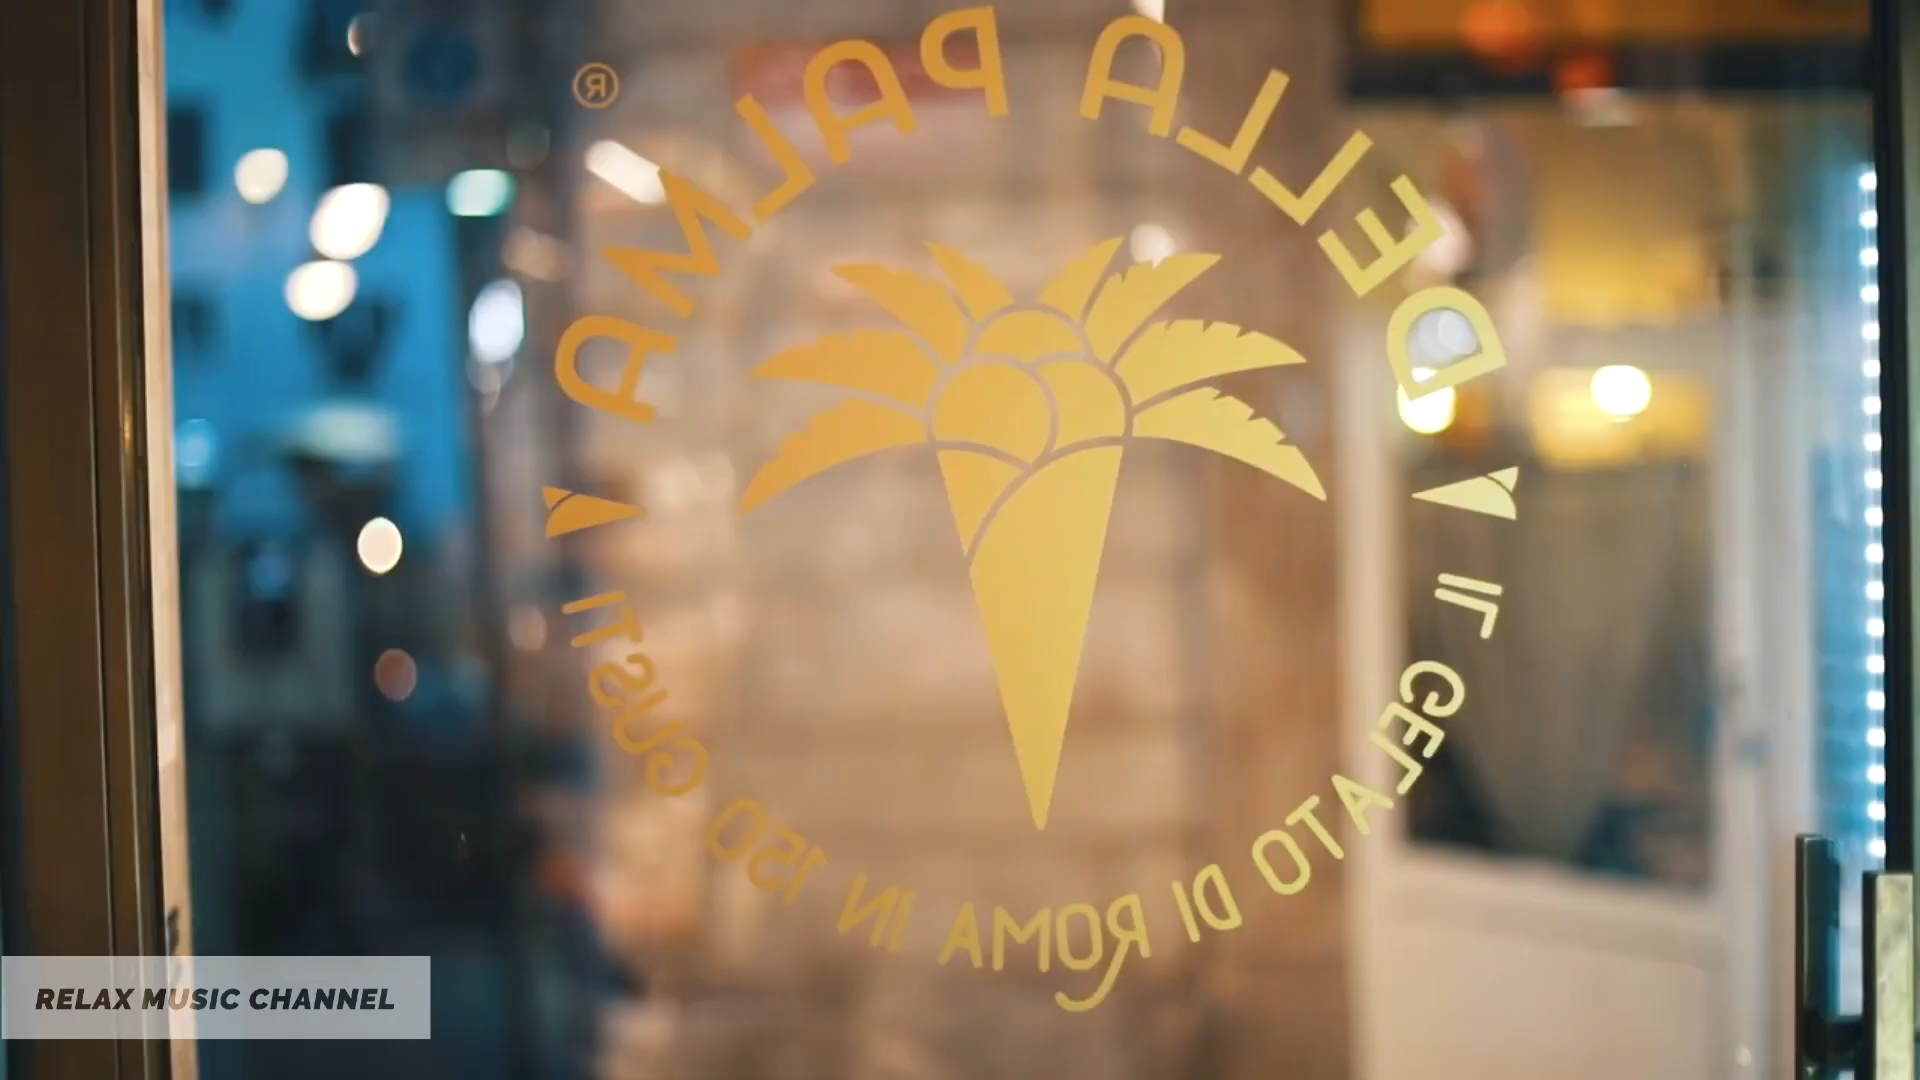 DELLA PALMA
®
IL GELATO DI ROMA IN 150 GUSTI
RELAX MUSIC CHANNEL